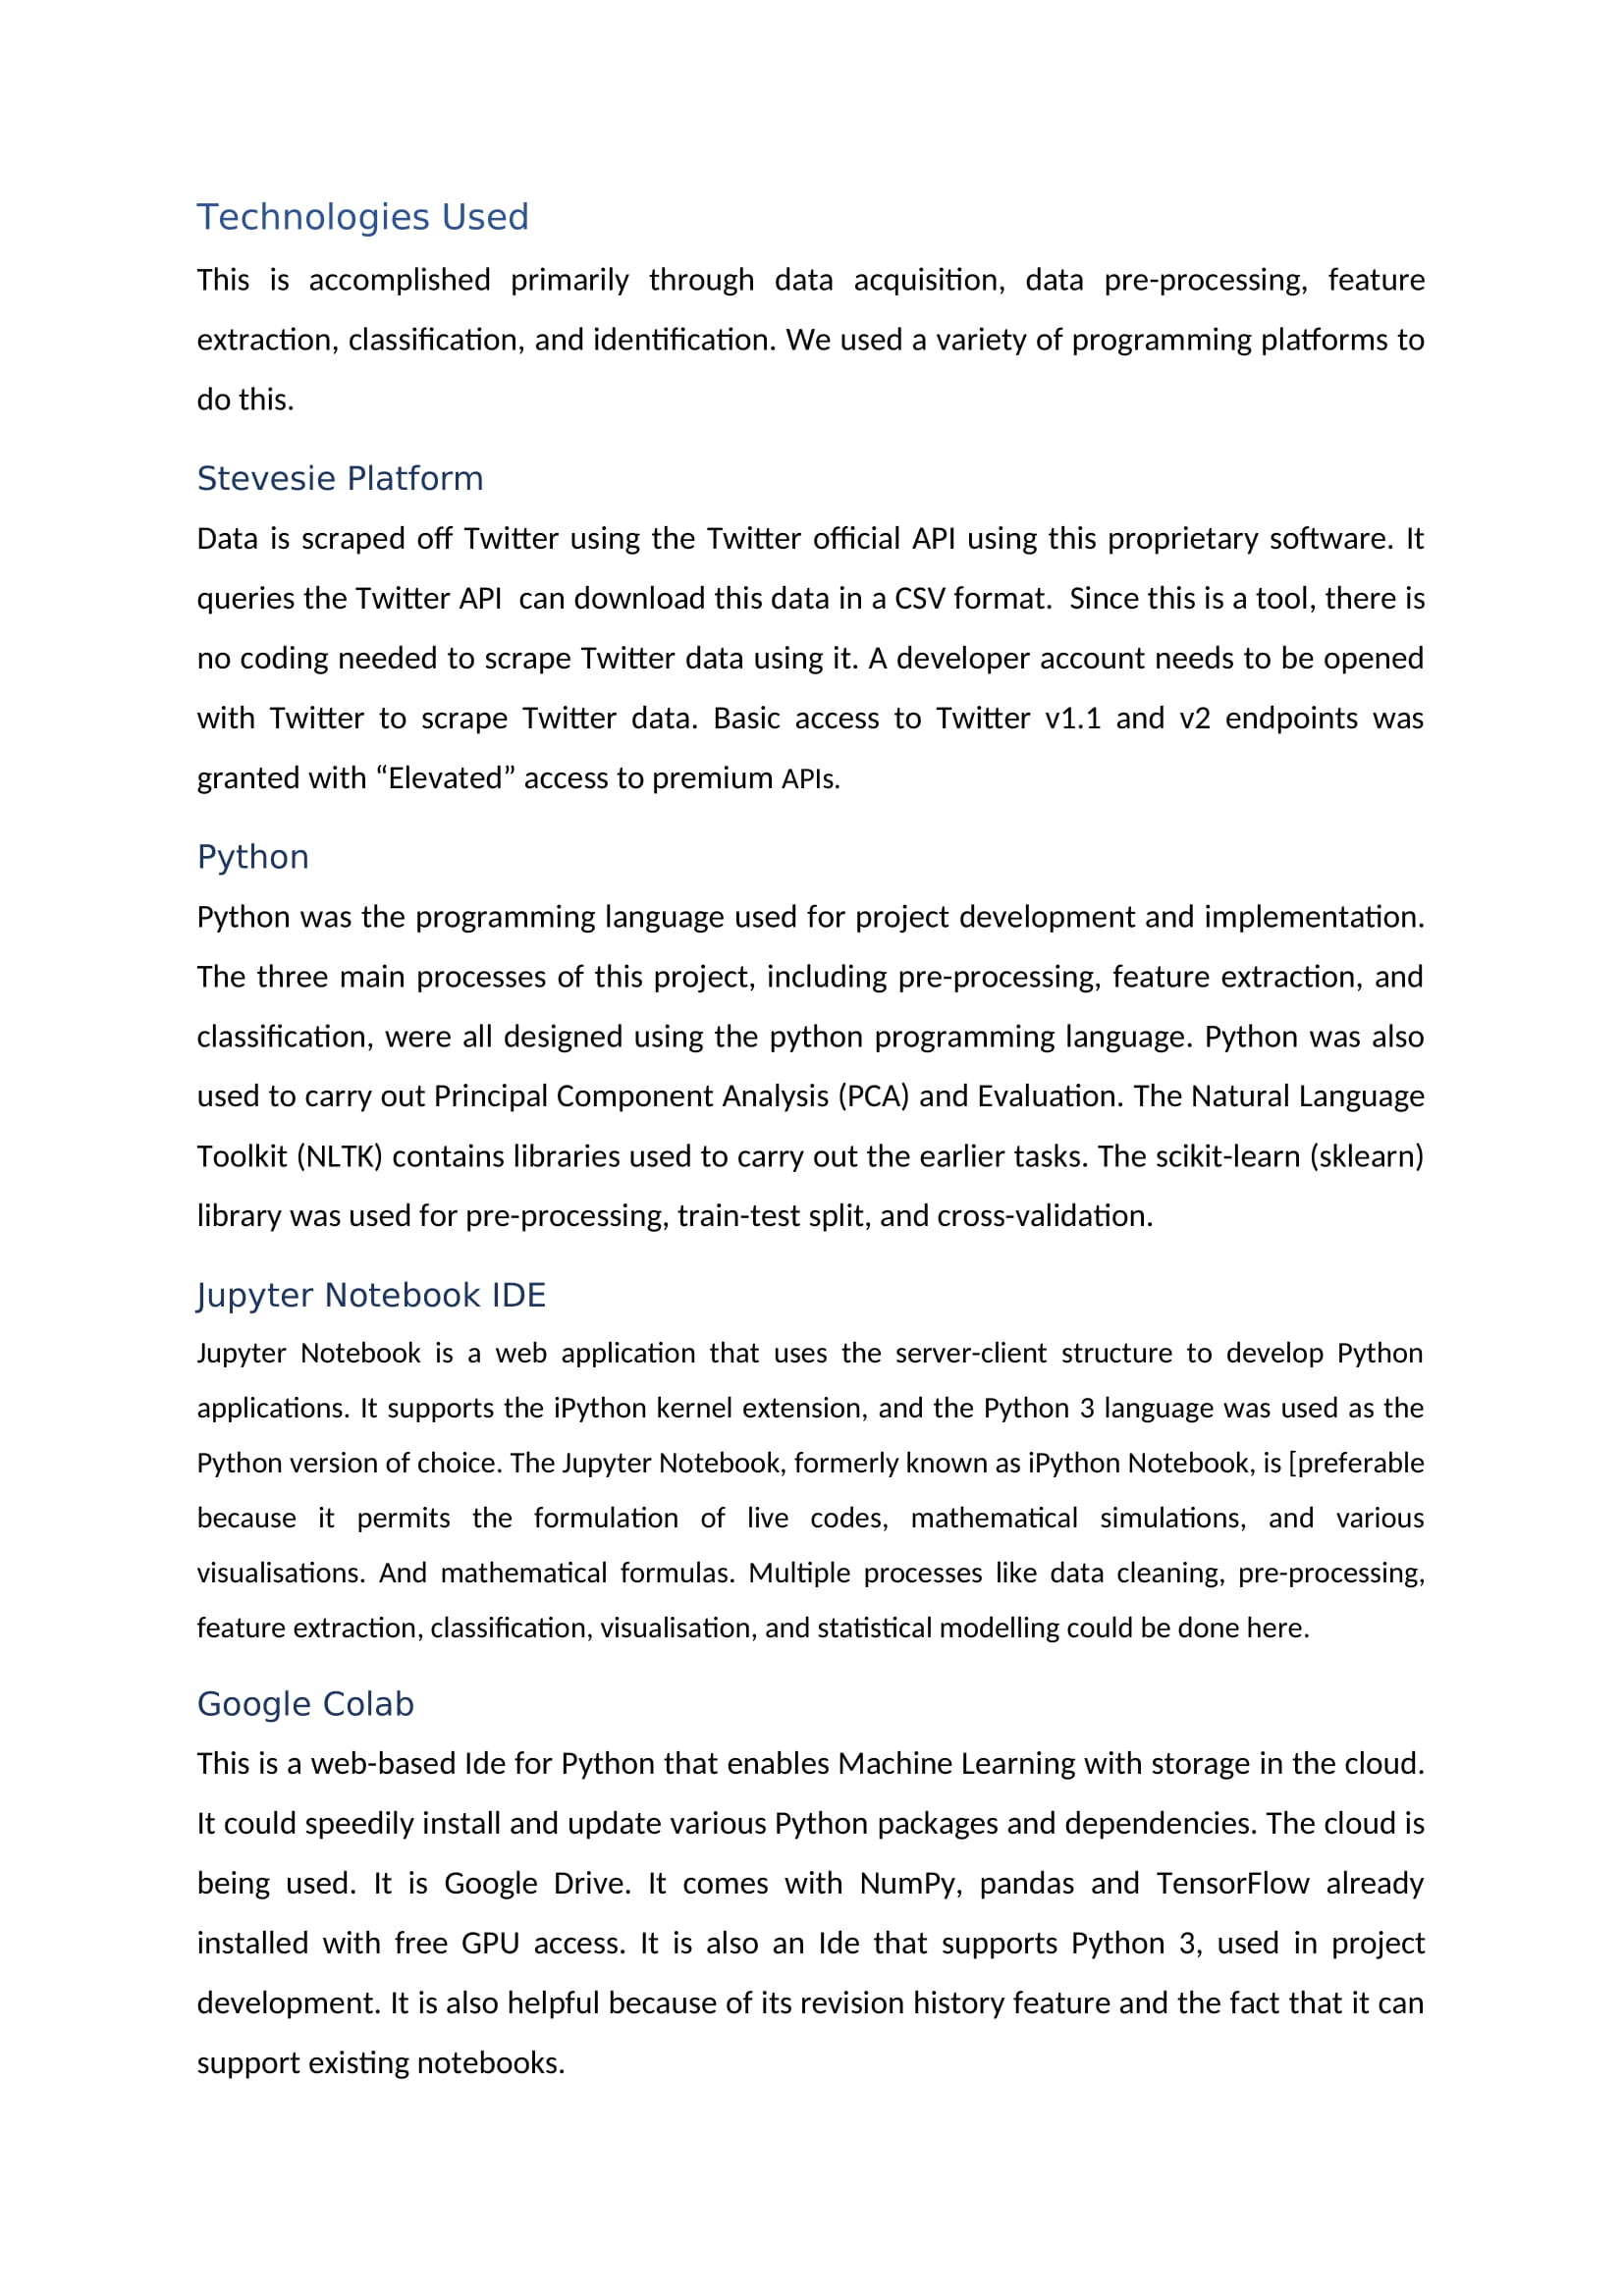 Technologies Used
This is accomplished primarily through data acquisition, data pre-processing, feature
extraction, classification, and identification. We used a variety of programming platforms to
do this.
Stevesie Platform
Data is scraped off Twitter using the Twitter official API using this proprietary software. It
queries the Twitter API  can download this data in a CSV format.  Since this is a tool, there is
no coding needed to scrape Twitter data using it. A developer account needs to be opened
with Twitter to scrape Twitter data. Basic access to Twitter v1.1 and v2 endpoints was
granted with “Elevated” access to premium APIs.
Python
Python was the programming language used for project development and implementation.
The three main processes of this project, including pre-processing, feature extraction, and
classification, were all designed using the python programming language. Python was also
used to carry out Principal Component Analysis (PCA) and Evaluation. The Natural Language
Toolkit (NLTK) contains libraries used to carry out the earlier tasks. The scikit-learn (sklearn)
library was used for pre-processing, train-test split, and cross-validation.
Jupyter Notebook IDE
Jupyter Notebook is a web application that uses the server-client structure to develop Python
applications. It supports the iPython kernel extension, and the Python 3 language was used as the
Python version of choice. The Jupyter Notebook, formerly known as iPython Notebook, is [preferable
because it permits the formulation of live codes, mathematical simulations, and various
visualisations. And mathematical formulas. Multiple processes like data cleaning, pre-processing,
feature extraction, classification, visualisation, and statistical modelling could be done here.
Google Colab
This is a web-based Ide for Python that enables Machine Learning with storage in the cloud.
It could speedily install and update various Python packages and dependencies. The cloud is
being used. It is Google Drive. It comes with NumPy, pandas and TensorFlow already
installed with free GPU access. It is also an Ide that supports Python 3, used in project
development. It is also helpful because of its revision history feature and the fact that it can
support existing notebooks.